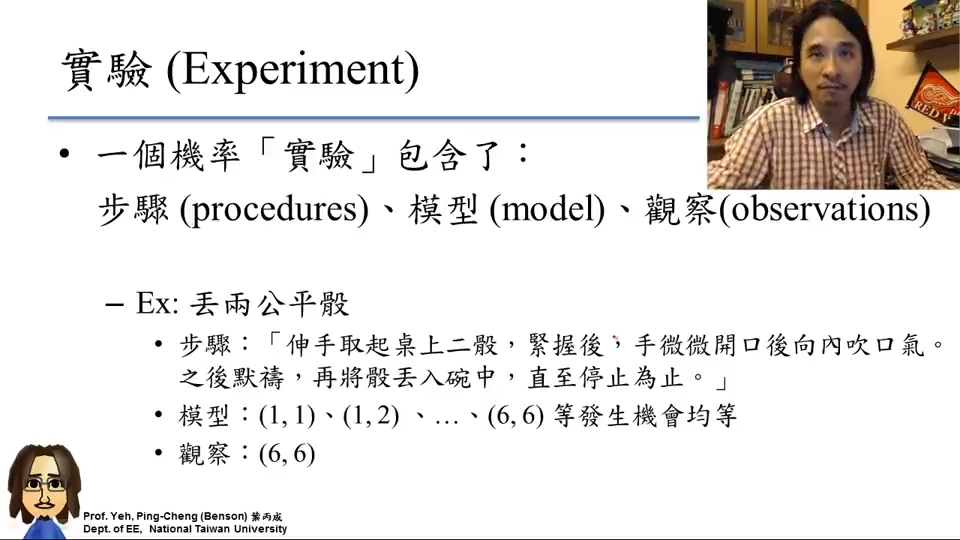 實驗 (Experiment)
• 一個機率「實驗」包含了：
步驟 (procedures)、模型 (model)、觀察(observations)
– Ex: 丟兩公平骰
• 步驟：「伸手取起桌上二骰，緊握後，手微微開口後向內吹口氣。
之後默禱，再將骰丟入碗中，直至停止為止。」
• 模型：(1, 1)、(1, 2) 、…、(6, 6) 等發生機會均等
• 觀察：(6, 6)
Prof. Yeh, Ping-Cheng (Benson) 葉丙成
Dept. of EE, National Taiwan University
RED